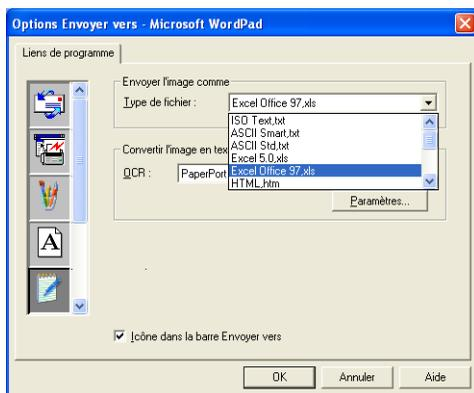 Options Envoyer vers - Microsoft WordPad
Liens de programme
Envoyer l'image comme
Type de fichier :
Excel Office 97,xls
ISO Text,txt
ASCII Smart,txt
ASCII Std,txt
Excel 5.0,xls
Excel Office 97,xls
HTML,htm
Convertir l'image en tex
OCR :
PaperPort
Paramètres...
A
Icône dans la barre Envoyer vers
OK
Annuler
Aide